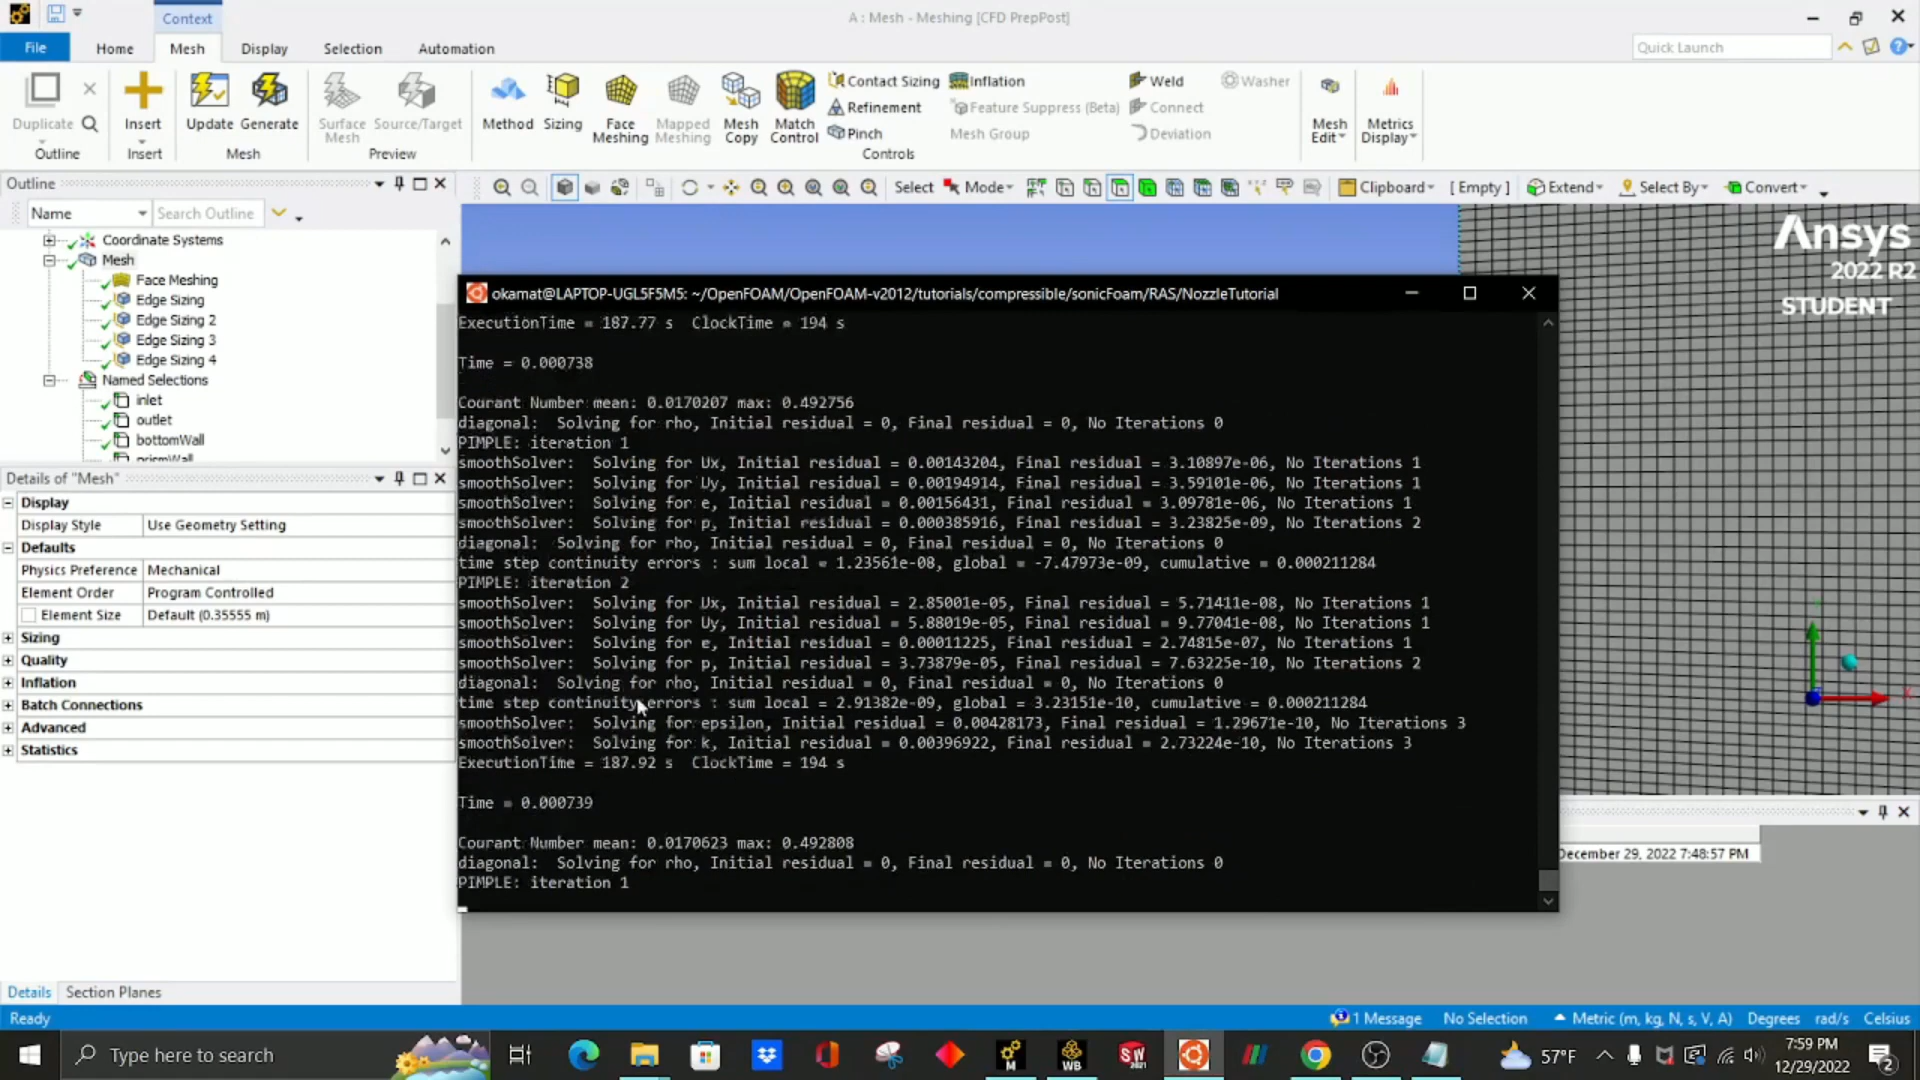 Context
A : Mesh - Meshing [CFD PrepPost]
File Home Mesh Display Selection Automation
Quick Launch
Duplicate
Outline
Insert
Insert
Update Generate
Mesh
Surface Mesh
Source/Target
Preview
Method Sizing
Face Meshing
Mapped Meshing
Mesh Copy
Match Control
Contact Sizing
Refinement
Pinch
Inflation
Feature Suppress (Beta)
Mesh Group
Controls
Weld
Connect
Deviation
Washer
Mesh Edit
Metrics Display
Outline
Name Search Outline
Select Mode Clipboard [ Empty ] Extend Select By Convert
Coordinate Systems
Mesh
Face Meshing
Edge Sizing
Edge Sizing 2
Edge Sizing 3
Edge Sizing 4
Named Selections
inlet
outlet
bottomWall
prismWall
Ansys
2022 R2
STUDENT
Details of "Mesh"
Display
Display Style Use Geometry Setting
Defaults
Physics Preference Mechanical
Element Order Program Controlled
Element Size Default (0.35555 m)
Sizing
Quality
Inflation
Batch Connections
Advanced
Statistics
okamat@LAPTOP-UGL5F5M5: ~/OpenFOAM/OpenFOAM-v2012/tutorials/compressible/sonicFoam/RAS/NozzleTutorial
ExecutionTime = 187.77 s  ClockTime = 194 s
Time = 0.000738
Courant Number mean: 0.0170207 max: 0.492756
diagonal:  Solving for rho, Initial residual = 0, Final residual = 0, No Iterations 0
PIMPLE: iteration 1
smoothSolver:  Solving for Ux, Initial residual = 0.00143204, Final residual = 3.10897e-06, No Iterations 1
smoothSolver:  Solving for Uy, Initial residual = 0.00194914, Final residual = 3.59101e-06, No Iterations 1
smoothSolver:  Solving for e, Initial residual = 0.00156431, Final residual = 3.09781e-06, No Iterations 1
smoothSolver:  Solving for p, Initial residual = 0.000385916, Final residual = 3.23825e-09, No Iterations 2
diagonal:  Solving for rho, Initial residual = 0, Final residual = 0, No Iterations 0
time step continuity errors : sum local = 1.23561e-08, global = -7.47973e-09, cumulative = 0.000211284
PIMPLE: iteration 2
smoothSolver:  Solving for Ux, Initial residual = 2.85001e-05, Final residual = 5.71411e-08, No Iterations 1
smoothSolver:  Solving for Uy, Initial residual = 5.88019e-05, Final residual = 9.77041e-08, No Iterations 1
smoothSolver:  Solving for e, Initial residual = 0.00011225, Final residual = 2.74815e-07, No Iterations 1
smoothSolver:  Solving for p, Initial residual = 3.73879e-05, Final residual = 7.63225e-10, No Iterations 2
diagonal:  Solving for rho, Initial residual = 0, Final residual = 0, No Iterations 0
time step continuity errors : sum local = 2.91382e-09, global = 3.23151e-10, cumulative = 0.000211284
smoothSolver:  Solving for epsilon, Initial residual = 0.00428173, Final residual = 1.29671e-10, No Iterations 3
smoothSolver:  Solving for k, Initial residual = 0.00396922, Final residual = 2.73224e-10, No Iterations 3
ExecutionTime = 187.92 s  ClockTime = 194 s
Time = 0.000739
Courant Number mean: 0.0170623 max: 0.492808
diagonal:  Solving for rho, Initial residual = 0, Final residual = 0, No Iterations 0
PIMPLE: iteration 1
December 29, 2022 7:48:57 PM
Details Section Planes
Ready 1 Message No Selection Metric (m, kg, N, s, V, A) Degrees rad/s Celsius
Type here to search
57°F
7:59 PM
12/29/2022